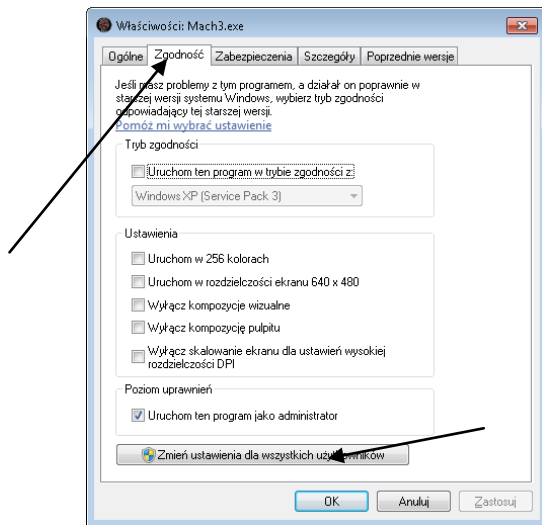 Właściwości: Mach3.exe
Ogólne Zgodność Zabezpieczenia Szczegóły Poprzednie wersje
Jeśli masz problemy z tym programem, a działał on poprawnie w
starszej wersji systemu Windows, wybierz tryb zgodności
odpowiadający tej starszej wersji.
Pomóż mi wybrać ustawienie
Tryb zgodności
Uruchom ten program w trybie zgodności z:
Windows XP (Service Pack 3)
Ustawienia
Uruchom w 256 kolorach
Uruchom w rozdzielczości ekranu 640 x 480
Wyłącz kompozycje wizualne
Wyłącz kompozycję pulpitu
Wyłącz skalowanie ekranu dla ustawień wysokiej
rozdzielczości DPI
Poziom uprawnień
Uruchom ten program jako administrator
Zmień ustawienia dla wszystkich użytkowników
OK Anuluj Zastosuj